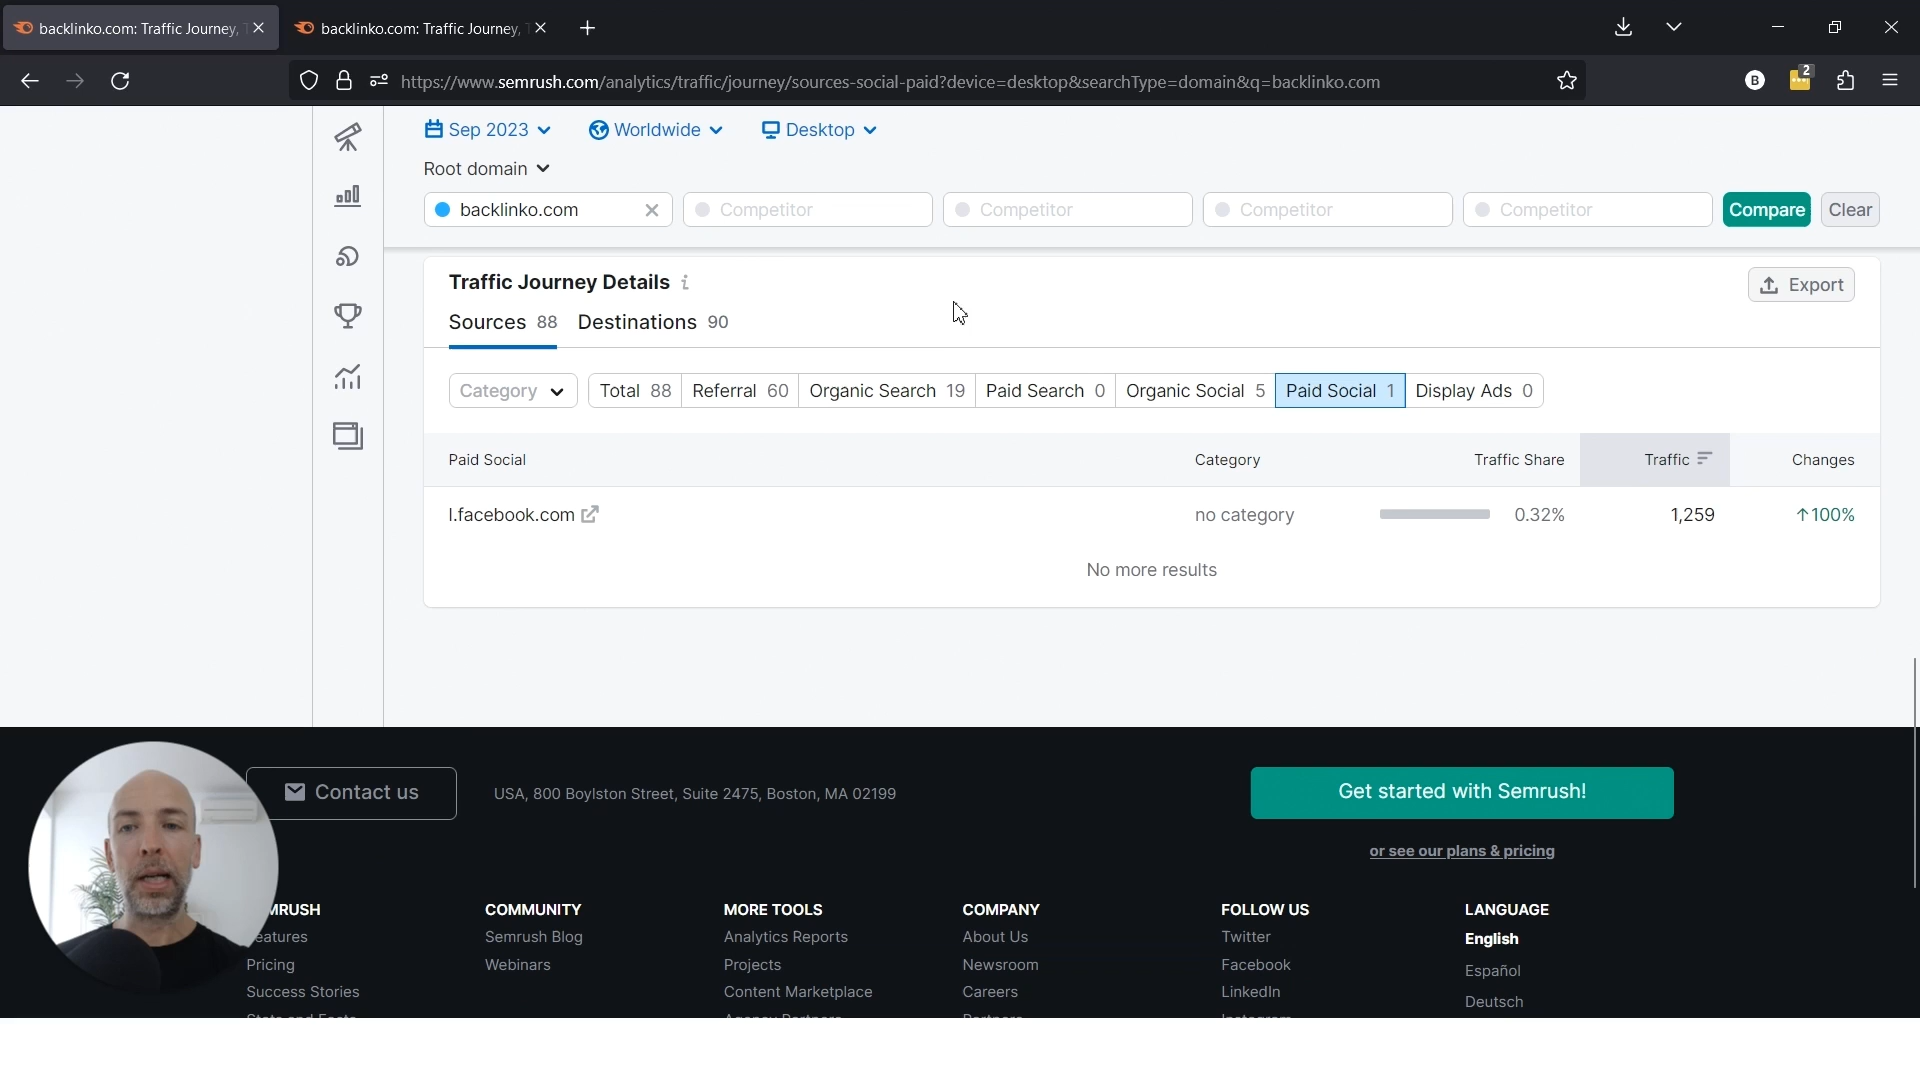 backlinko.com: Traffic Journey,
backlinko.com: Traffic Journey,
https://www.semrush.com/analytics/traffic/journey/sources-social-paid?device=desktop&searchType=domain&q=backlinko.com
B
2
Sep 2023
Worldwide
Desktop
Root domain
backlinko.com
Competitor
Competitor
Competitor
Competitor
Compare
Clear
Traffic Journey Details i
Export
Sources 88
Destinations 90
Category
Total 88
Referral 60
Organic Search 19
Paid Search 0
Organic Social 5
Paid Social 1
Display Ads 0
Paid Social
Category
Traffic Share
Traffic
Changes
l.facebook.com
no category
0.32%
1,259
↑100%
No more results
Contact us
USA, 800 Boylston Street, Suite 2475, Boston, MA 02199
Get started with Semrush!
or see our plans & pricing
MRUSH
eatures
Pricing
Success Stories
COMMUNITY
Semrush Blog
Webinars
MORE TOOLS
Analytics Reports
Projects
Content Marketplace
COMPANY
About Us
Newsroom
Careers
FOLLOW US
Twitter
Facebook
LinkedIn
LANGUAGE
English
Español
Deutsch